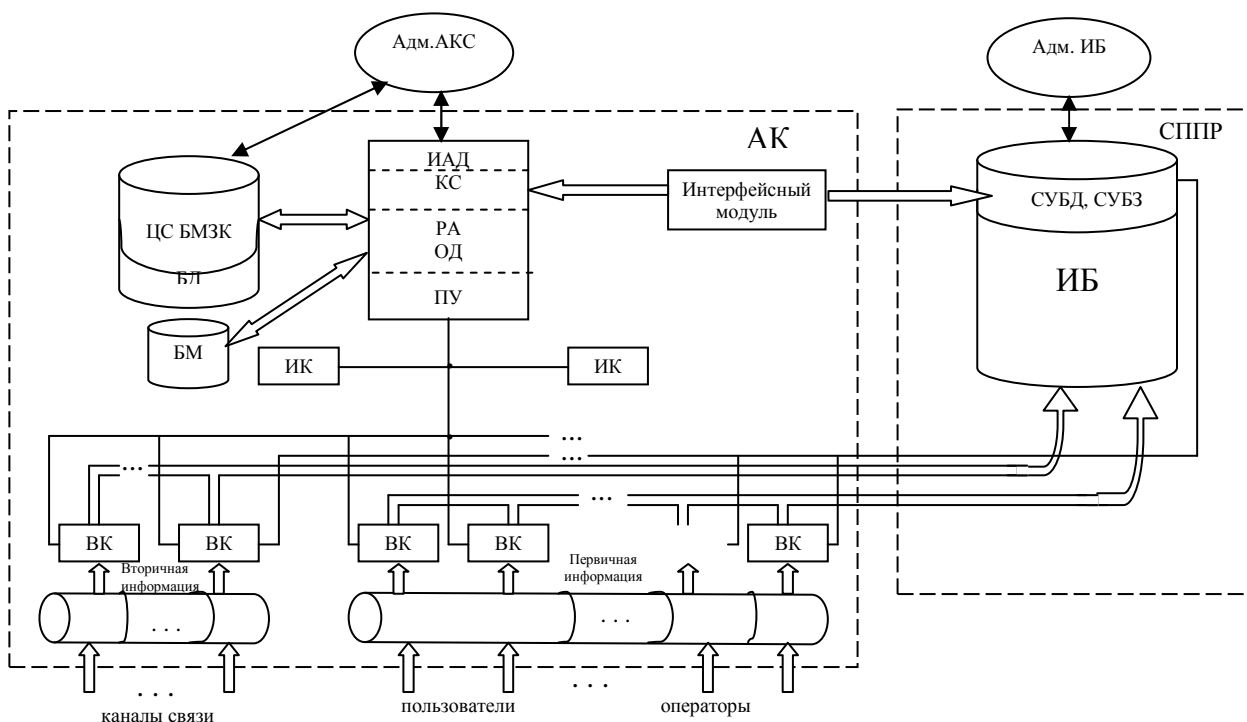 Адм.АКС
Адм. ИБ
АК
СППР
ИАД
КС
РА
ОД
ПУ
ЦС БМЗК
БД
БМ
Интерфейсный
модуль
СУБД, СУБЗ
ИБ
ИК
ИК
...
...
...
...
ВК
ВК
ВК
ВК
ВК
Вторичная
информация
Первичная
информация
. . .
. . .
. . .
. . .
каналы связи
пользователи
операторы